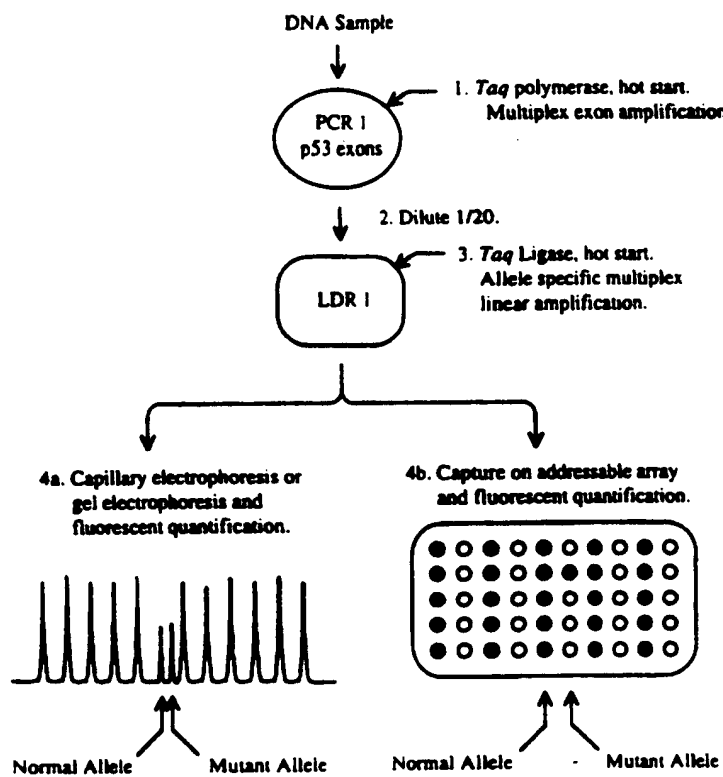 DNA Sample
1. Taq polymerase, hot start.
Multiplex exon amplification
PCR 1
p53 exons
2. Dilute 1/20.
3. Taq Ligase, hot start.
Allele specific multiplex
linear amplification.
LDR 1
4a. Capillary electrophoresis or
gel electrophoresis and
fluorescent quantification.
4b. Capture on addressable array
and fluorescent quantification.
Normal Allele
Mutant Allele
Normal Allele
- Mutant Allele